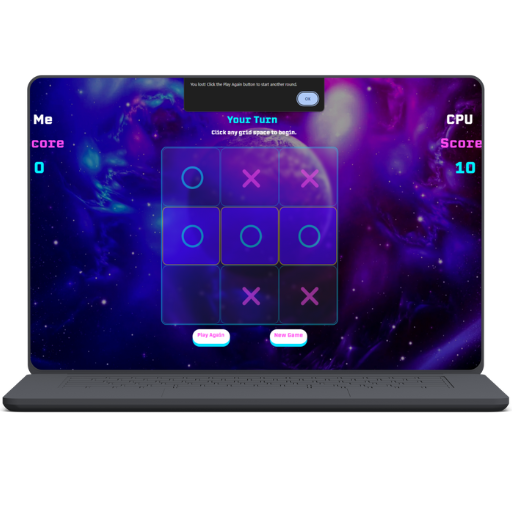 You lost! Click the Play Again button to start another round.
OK
Your Turn
Click any grid space to begin.
Me
CPU
core
Score
0
10
Play Again
New Game